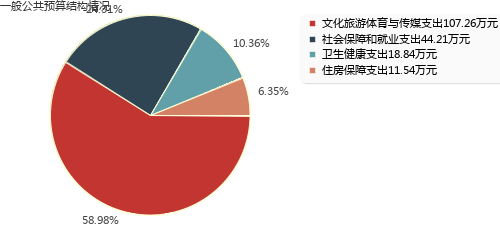 一般公共预算结构情况
24.31%
10.36%
6.35%
58.98%
文化旅游体育与传媒支出107.26万元
社会保障和就业支出44.21万元
卫生健康支出18.84万元
住房保障支出11.54万元